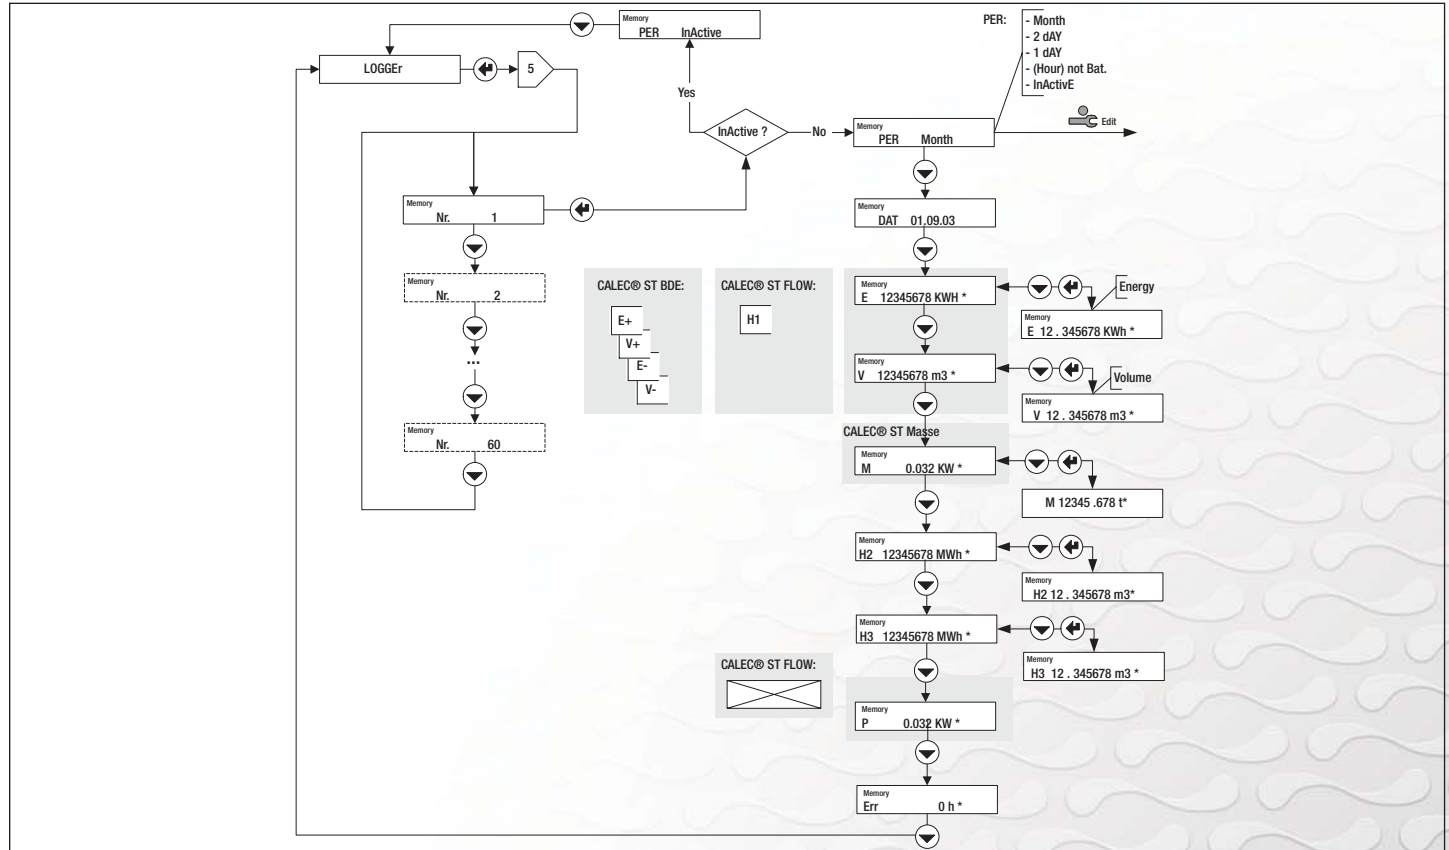 Memory
PER InActive
PER:
- Month
- 2 dAY
- 1 dAY
- (Hour) not Bat.
- InActivE
LOGGEr
5
Yes
InActive ?
No
Memory
PER Month
Edit
Memory
Nr. 1
Memory
DAT 01.09.03
Memory
Nr. 2
...
Memory
Nr. 60
CALEC® ST BDE:
E+
V+
E-
V-
CALEC® ST FLOW:
H1
Memory
E 12345678 KWH *
Energy
Memory
E 12 . 345678 KWh *
Memory
V 12345678 m3 *
Volume
Memory
V 12 . 345678 m3 *
CALEC® ST Masse
Memory
M 0.032 KW *
M 12345 .678 t*
Memory
H2 12345678 MWh *
Memory
H2 12 . 345678 m3*
Memory
H3 12345678 MWh *
Memory
H3 12 . 345678 m3 *
CALEC® ST FLOW:
Memory
P 0.032 KW *
Memory
Err 0 h *